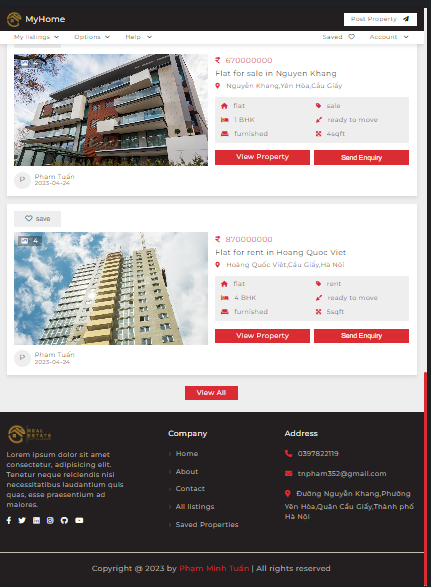 MyHome
Post Property
My listings
Options
Help
Saved
Account
₹ 670000000
Flat for sale in Nguyen Khang
Nguyễn Khang,Yên Hòa,Cầu Giấy
flat
sale
1 BHK
ready to move
furnished
4sqft
View Property
Send Enquiry
P
Phạm Tuấn
2023-04-24
save
4
₹ 870000000
Flat for rent in Hoang Quoc Viet
Hoàng Quốc Việt,Cầu Giấy,Hà Nội
flat
rent
4 BHK
ready to move
furnished
5sqft
View Property
Send Enquiry
P
Phạm Tuấn
2023-04-24
View All
REAL
ESTATE
Lorem ipsum dolor sit amet
consectetur, adipisicing elit.
Tenetur neque reiciendis nisi
necessitatibus laudantium quis
quas, esse praesentium ad
maiores.
Company
Home
About
Contact
All listings
Saved Properties
Address
0397822119
tnpham352@gmail.com
Đường Nguyễn Khang,Phường
Yên Hòa,Quận Cầu Giấy,Thành phố
Hà Nội
Copyright @ 2023 by Phạm Minh Tuấn | All rights reserved